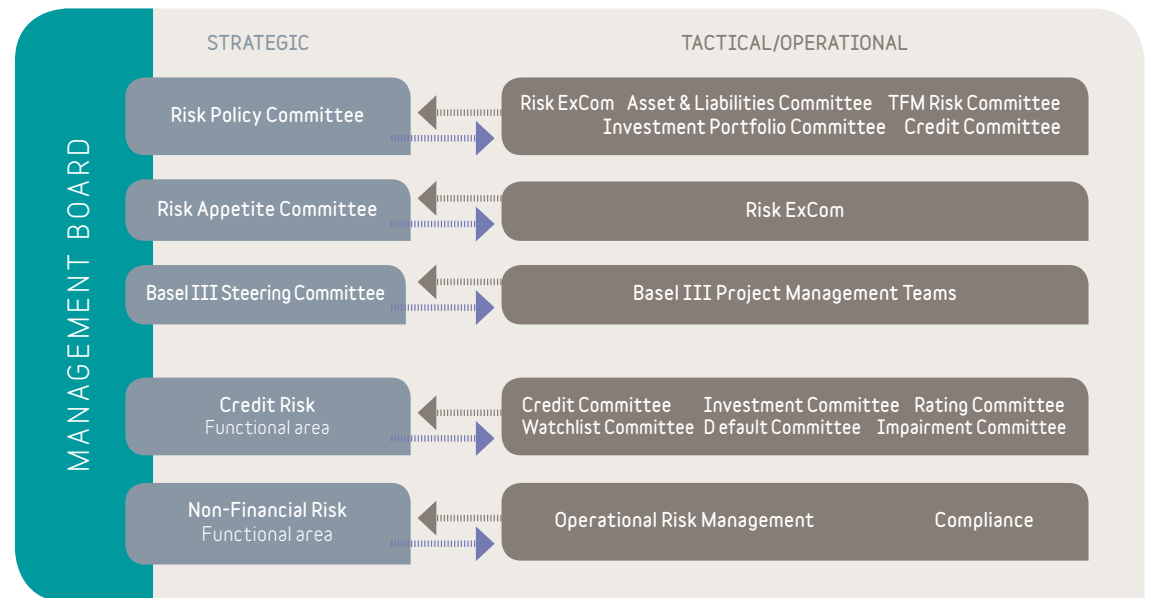 STRATEGIC
TACTICAL/OPERATIONAL
MANAGEMENT BOARD
Risk Policy Committee
Risk ExCom Asset & Liabilities Committee TFM Risk Committee
Investment Portfolio Committee Credit Committee
Risk Appetite Committee
Risk ExCom
Basel III Steering Committee
Basel III Project Management Teams
Credit Risk
Functional area
Credit Committee Investment Committee Rating Committee
Watchlist Committee D efault Committee Impairment Committee
Non-Financial Risk
Functional area
Operational Risk Management Compliance